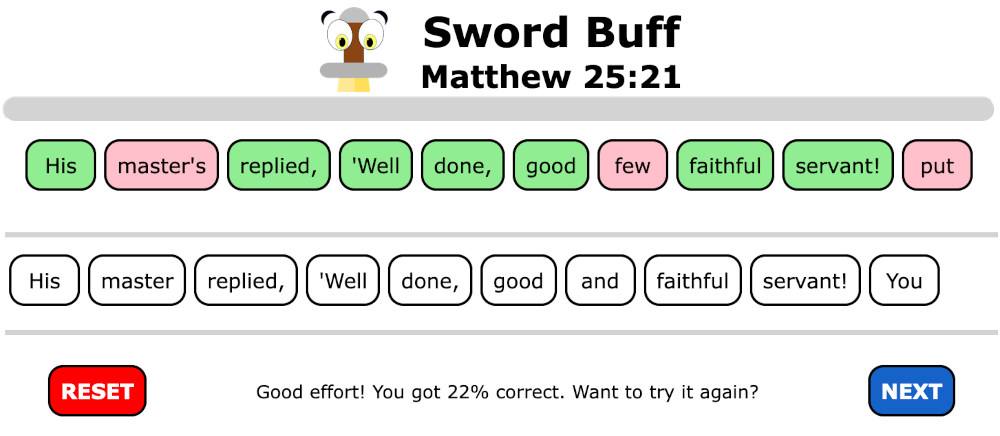 Sword Buff
Matthew 25:21
His master's replied, 'Well done, good few faithful servant! put
His master replied, 'Well done, good and faithful servant! You
RESET Good effort! You got 22% correct. Want to try it again? NEXT